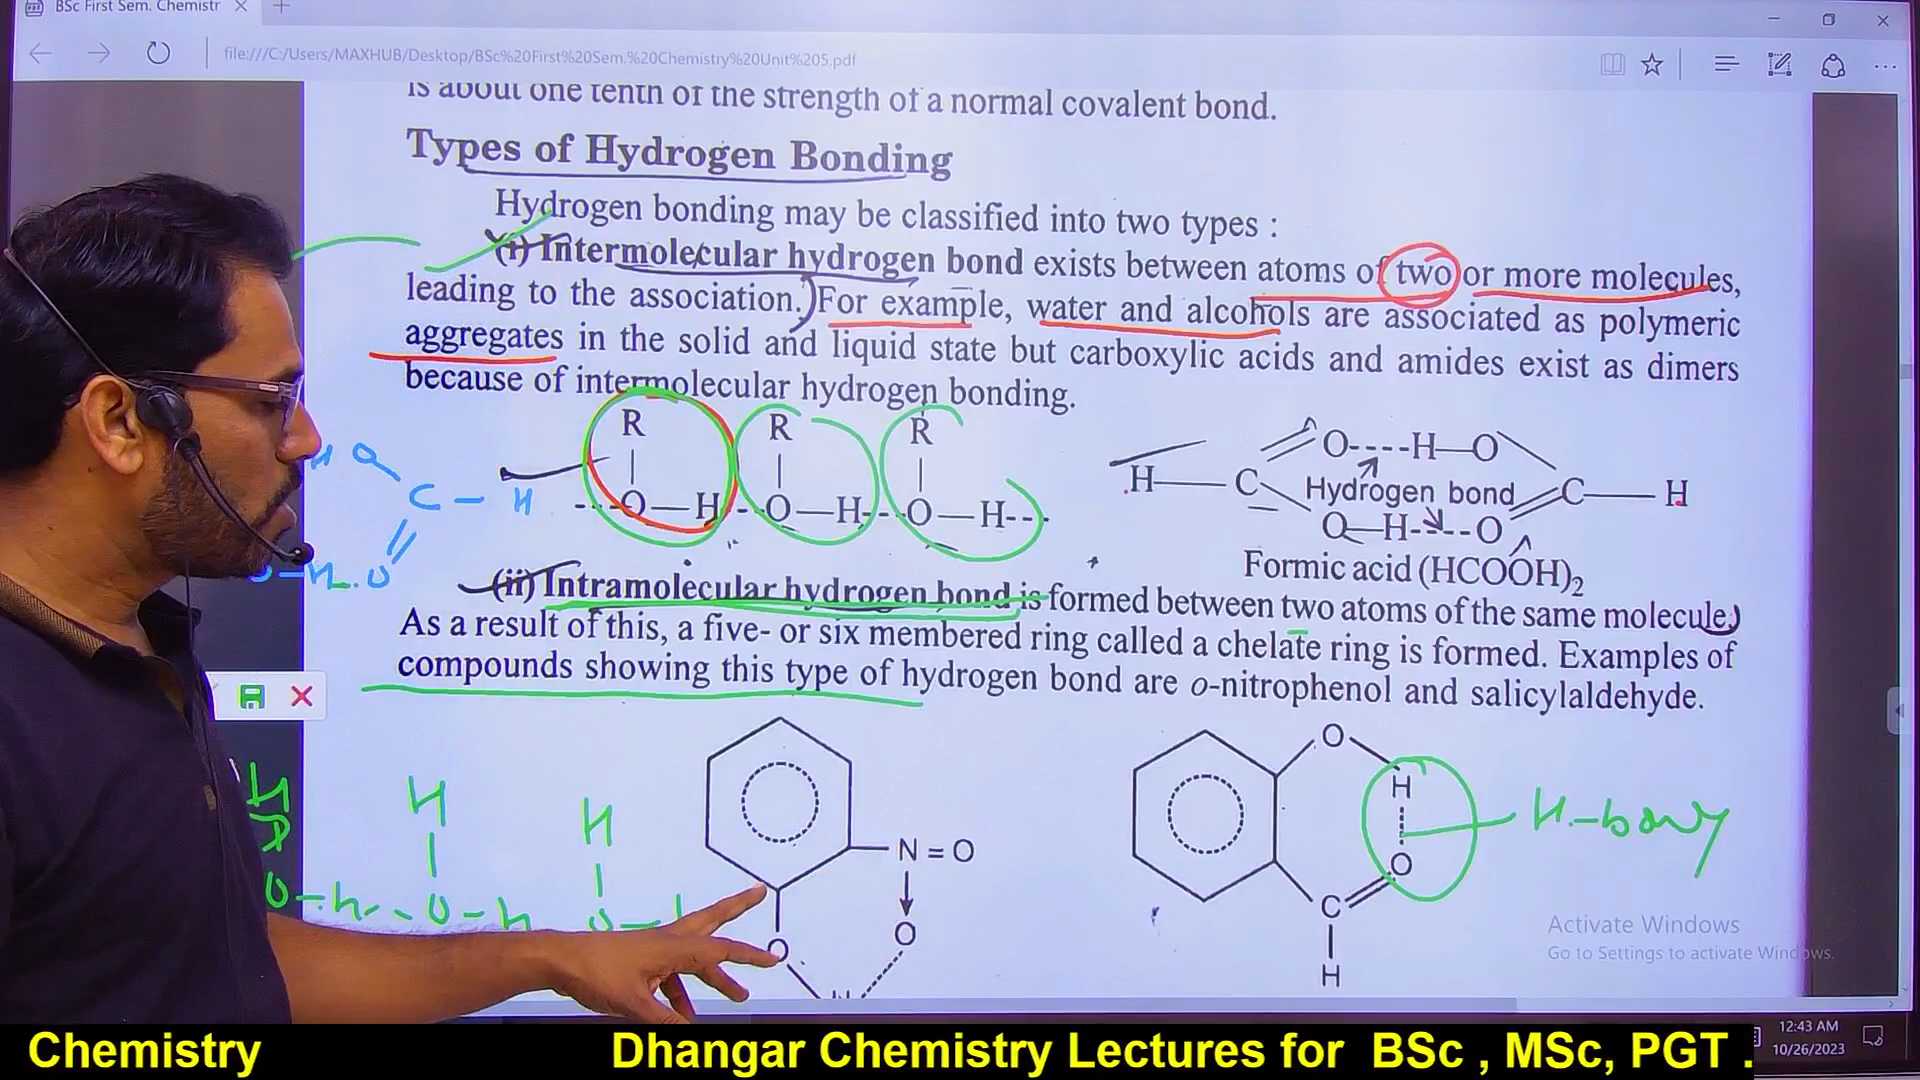 BSc First Sem. Chemistr
file:///C:/Users/MAXHUB/Desktop/BSc%20First%20Sem.%20Chemistry%20Unit%205.pdf
is about one tenth of the strength of a normal covalent bond.
Types of Hydrogen Bonding
Hydrogen bonding may be classified into two types :
(i) Intermolecular hydrogen bond exists between atoms of two or more molecules,
leading to the association. For example, water and alcohols are associated as polymeric
aggregates in the solid and liquid state but carboxylic acids and amides exist as dimers
because of intermolecular hydrogen bonding.
R R R
---O—H---O—H---O—H---
O----H—O
H—C Hydrogen bond C—H
O—H----O
Formic acid (HCOOH)2
H O
C – H
O
(ii) Intramolecular hydrogen bond is formed between two atoms of the same molecule.
As a result of this, a five- or six membered ring called a chelate ring is formed. Examples of
compounds showing this type of hydrogen bond are o-nitrophenol and salicylaldehyde.
H H
O–H O–H O
N = O
O
O
O
H
O
C
H
H-bond
Activate Windows
Go to Settings to activate Windows.
Chemistry
Dhangar Chemistry Lectures for BSc , MSc, PGT .
12:43 AM
10/26/2023